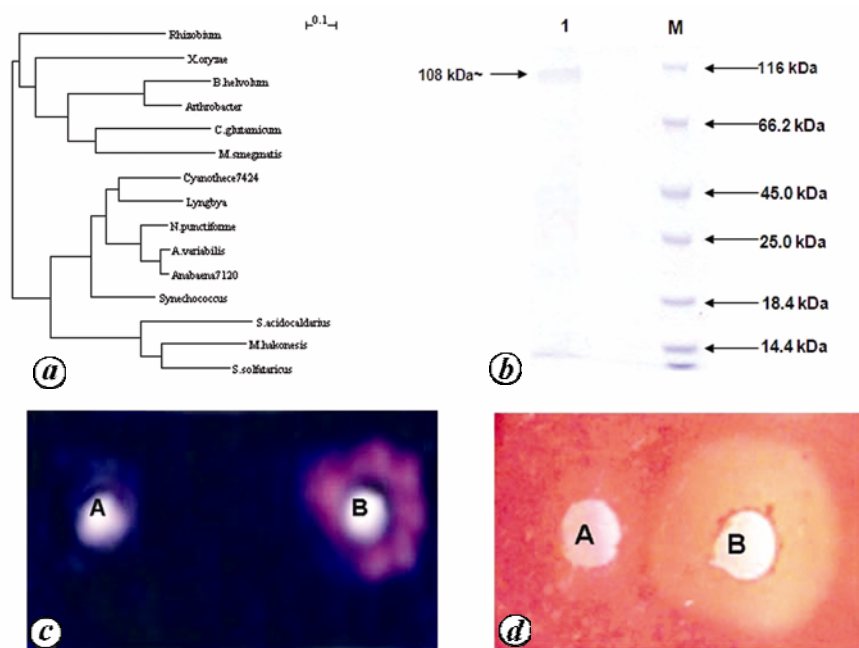 Rhizobium
X.oryzae
B.helvolum
Arthrobacter
C.glutamicum
M.smegmatis
Cyanothece7424
Lyngbya
N.punctiforme
A.variabilis
Anabaena7120
Synechococcus
S.acidocaldarius
M.hakonesis
S.solfataricus
0.1
a
1 M
108 kDa~ 116 kDa
66.2 kDa
45.0 kDa
25.0 kDa
18.4 kDa
14.4 kDa
b
A B
c
A B
d